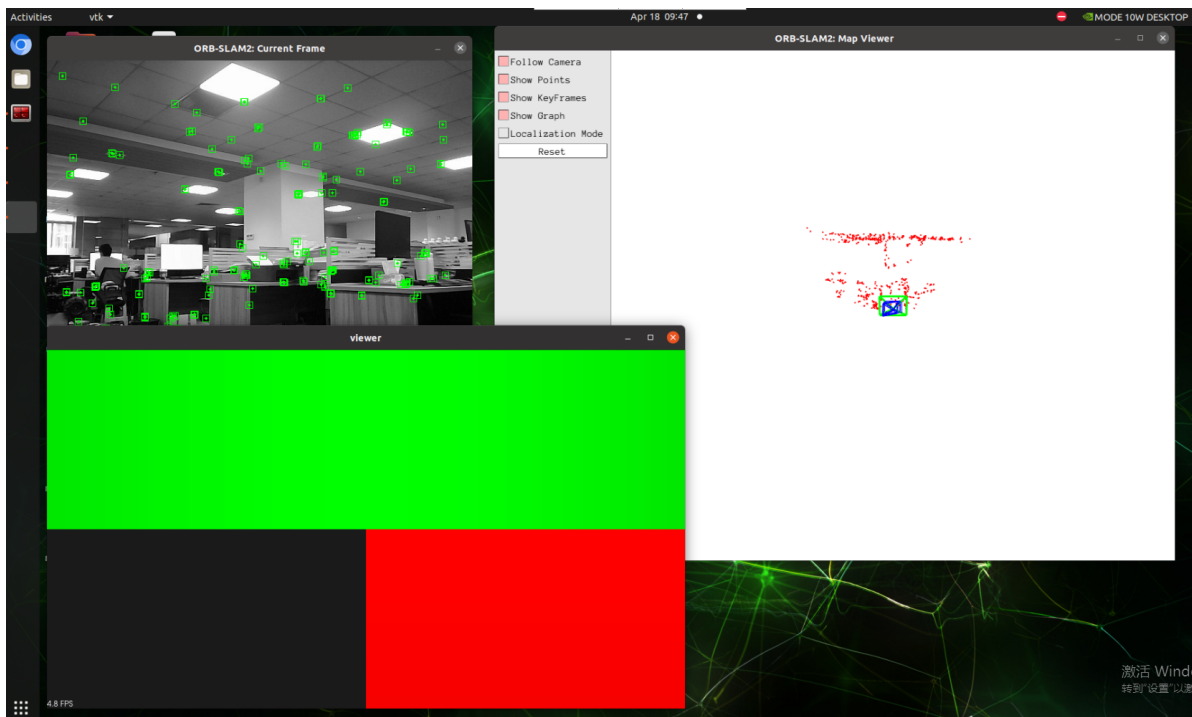 Activities
vtk
Apr 18 09:47
MODE 10W DESKTOP
ORB-SLAM2: Current Frame
ORB-SLAM2: Map Viewer
Follow Camera
Show Points
Show KeyFrames
Show Graph
Localization Mode
Reset
viewer
4.8 FPS
激活 Wind
转到"设置"以激